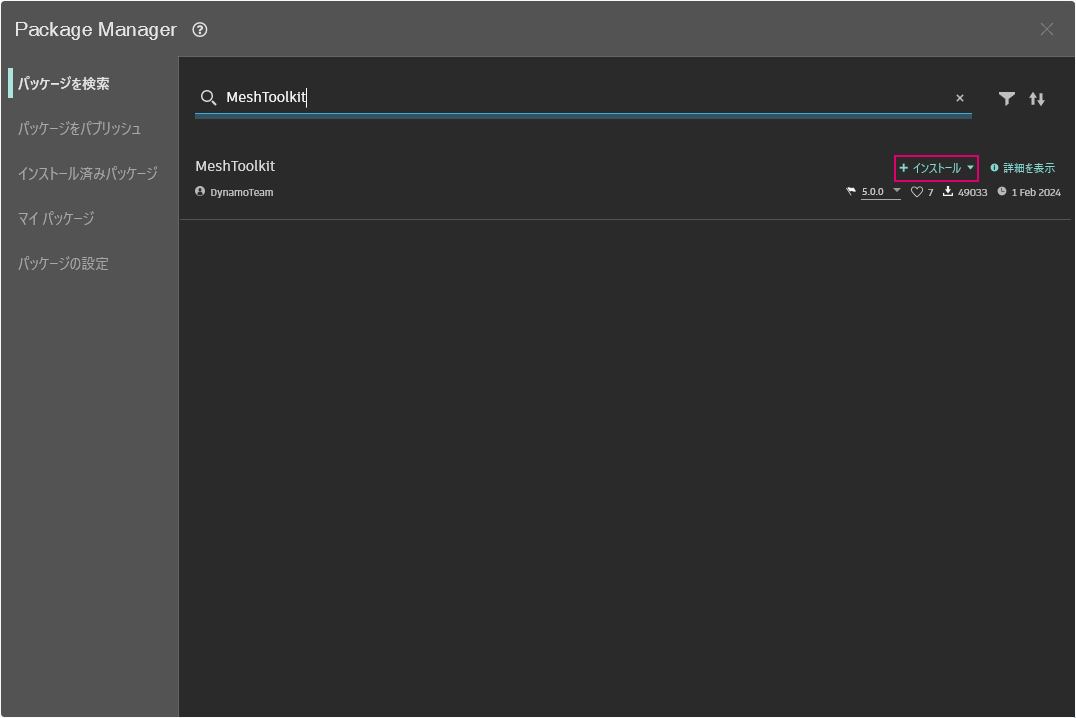 Package Manager
パッケージを検索
パッケージをパブリッシュ
インストール済みパッケージ
マイ パッケージ
パッケージの設定
MeshToolkit
MeshToolkit
+ インストール
詳細を表示
DynamoTeam
5.0.0
7
49033
1 Feb 2024